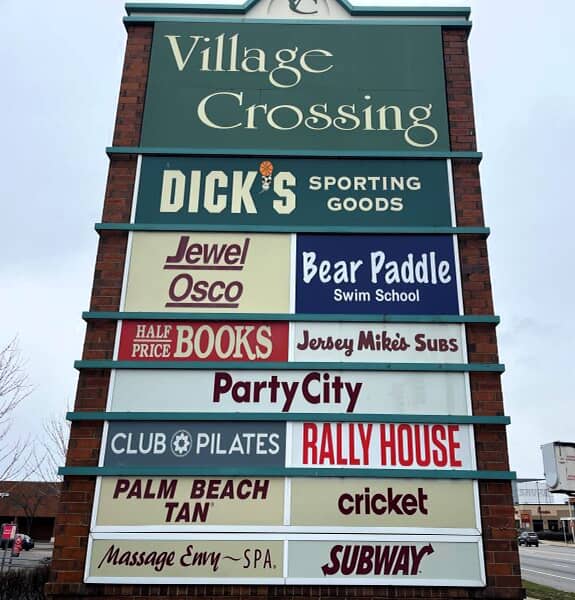 VC
Village
Crossing
DICK'S SPORTING
GOODS
Jewel
Osco
Bear Paddle
Swim School
HALF
PRICE BOOKS
Jersey Mike's SUBS
PartyCity
CLUB PILATES
RALLY HOUSE
PALM BEACH
TAN®
cricket
Massage Envy~SPA®
SUBWAY®